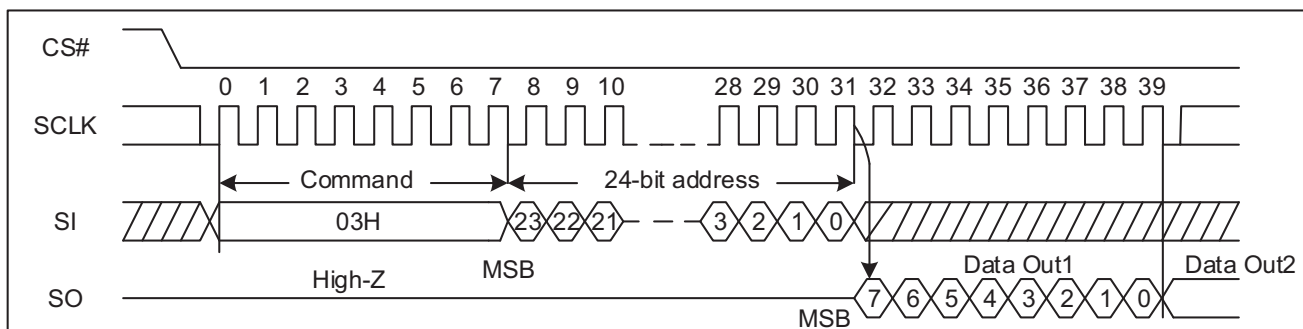 CS#
0 1 2 3 4 5 6 7 8 9 10 28 29 30 31 32 33 34 35 36 37 38 39
SCLK
Command 24-bit address
SI 03H 23 22 21 3 2 1 0
High-Z MSB Data Out1 Data Out2
SO 7 6 5 4 3 2 1 0
MSB